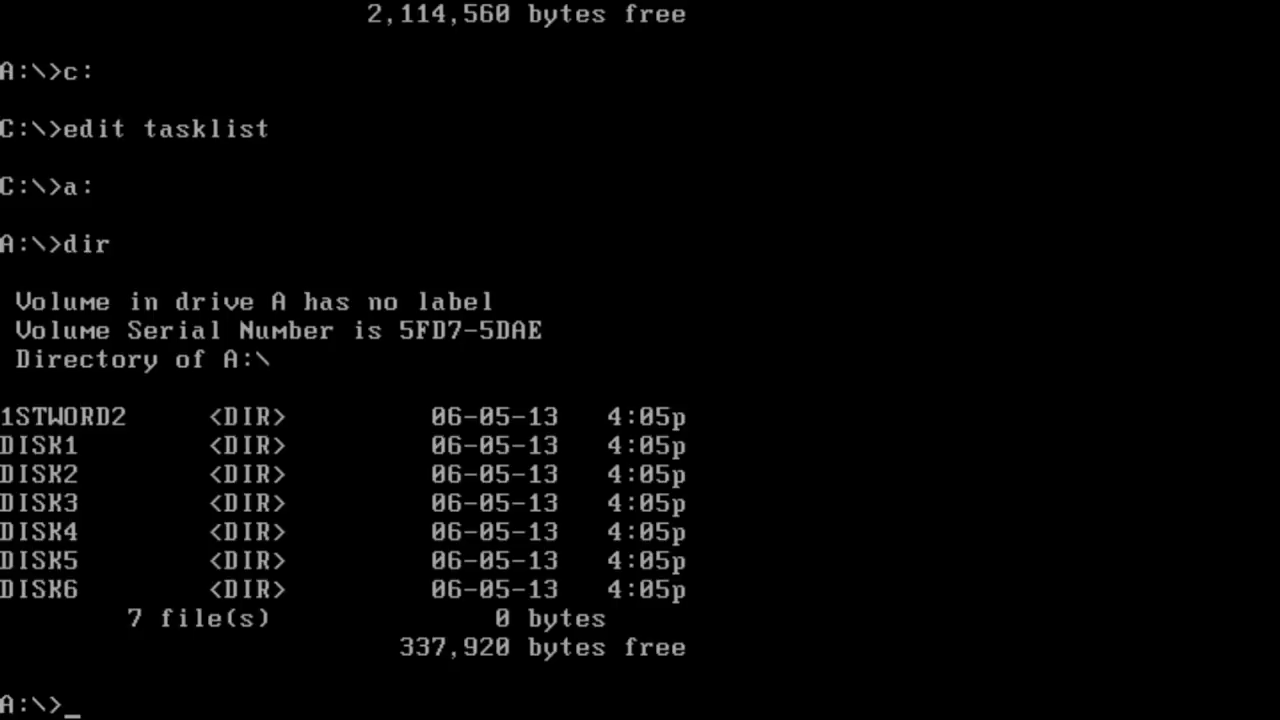 2,114,560 bytes free
A:\>c:
C:\>edit tasklist
C:\>a:
A:\>dir
Volume in drive A has no label
Volume Serial Number is 5FD7-5DAE
Directory of A:\
1STWORD2 <DIR> 06-05-13 4:05p
DISK1 <DIR> 06-05-13 4:05p
DISK2 <DIR> 06-05-13 4:05p
DISK3 <DIR> 06-05-13 4:05p
DISK4 <DIR> 06-05-13 4:05p
DISK5 <DIR> 06-05-13 4:05p
DISK6 <DIR> 06-05-13 4:05p
7 file(s) 0 bytes
337,920 bytes free
A:\>_